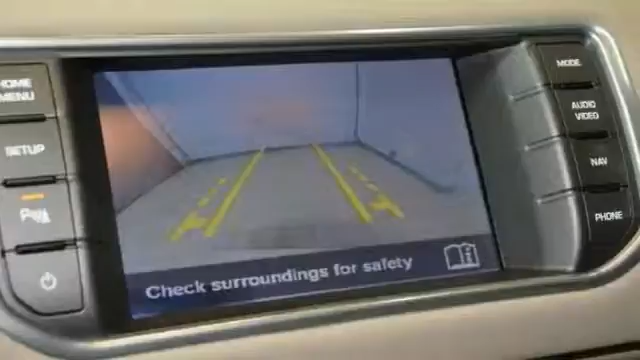 HOME
MENU
SETUP
MODE
AUDIO
VIDEO
NAV
PHONE
Check surroundings for safety